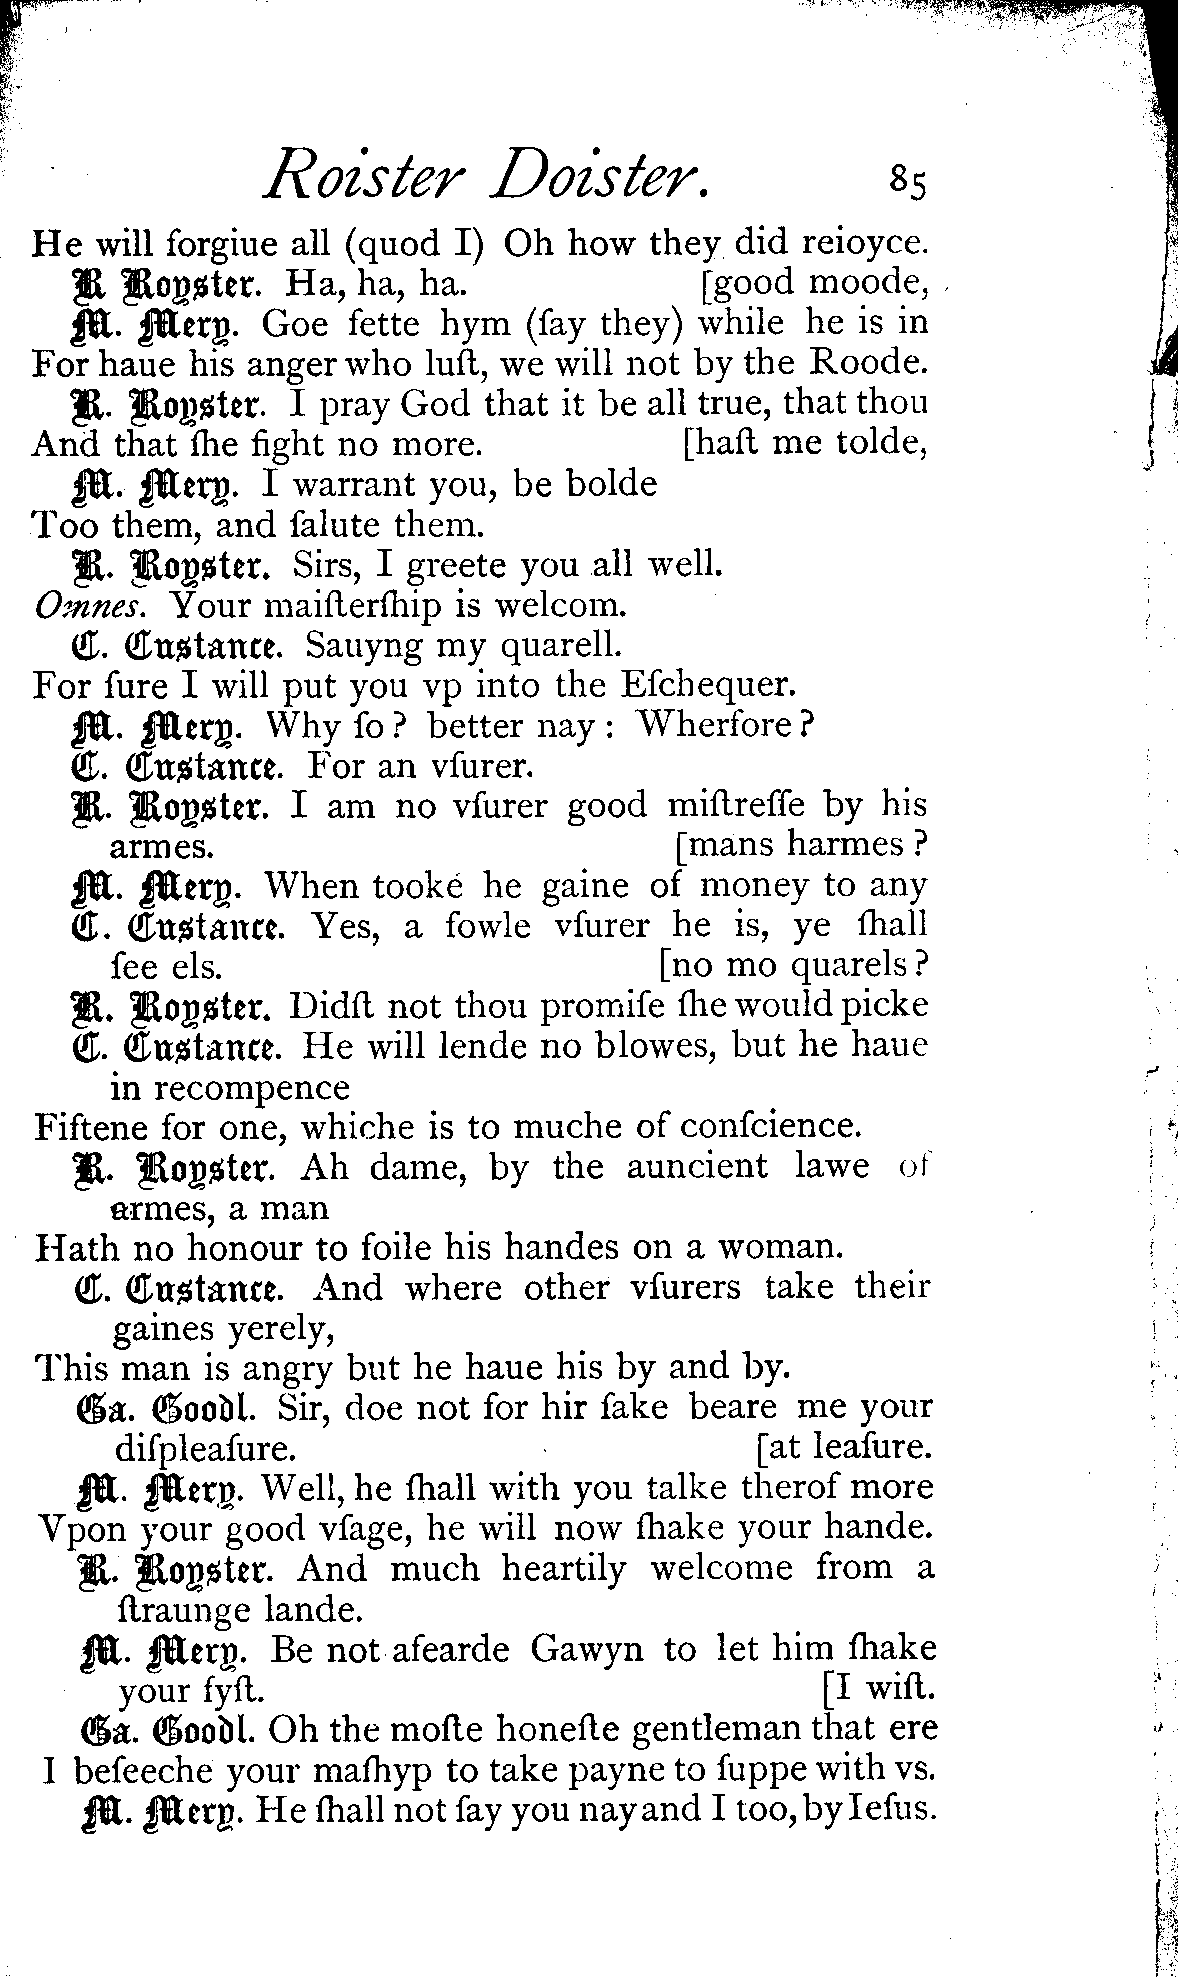 Roister Doister. 85
He will forgiue all (quod I) Oh how they did reioyce.
R Royster. Ha, ha, ha. [good moode,
M. Mery. Goe fette hym (ſay they) while he is in
For haue his anger who luſt, we will not by the Roode.
R. Royster. I pray God that it be all true, that thou
And that ſhe fight no more. [haſt me tolde,
M. Mery. I warrant you, be bolde
Too them, and ſalute them.
R. Royster. Sirs, I greete you all well.
Omnes. Your maiſterſhip is welcom.
C. Custance. Sauyng my quarell.
For ſure I will put you vp into the Eſchequer.
M. Mery. Why ſo? better nay: Wherfore?
C. Custance. For an vſurer.
R. Royster. I am no vſurer good miſtreſſe by his
armes. [mans harmes?
M. Mery. When tooke he gaine of money to any
C. Custance. Yes, a fowle vſurer he is, ye ſhall
ſee els. [no mo quarels?
R. Royster. Didſt not thou promiſe ſhe would picke
C. Custance. He will lende no blowes, but he haue
in recompence
Fiftene for one, whiche is to muche of conſcience.
R. Royster. Ah dame, by the auncient lawe of
armes, a man
Hath no honour to foile his handes on a woman.
C. Custance. And where other vſurers take their
gaines yerely,
This man is angry but he haue his by and by.
Ga. Goodl. Sir, doe not for hir ſake beare me your
diſpleaſure. [at leaſure.
M. Mery. Well, he ſhall with you talke therof more
Vpon your good vſage, he will now ſhake your hande.
R. Royster. And much heartily welcome from a
ſtraunge lande.
M. Mery. Be not afearde Gawyn to let him ſhake
your fyſt. [I wiſt.
Ga. Goodl. Oh the moſte honeſte gentleman that ere
I beſeeche your maſhyp to take payne to ſuppe with vs.
M. Mery. He ſhall not ſay you nay and I too, by Ieſus.